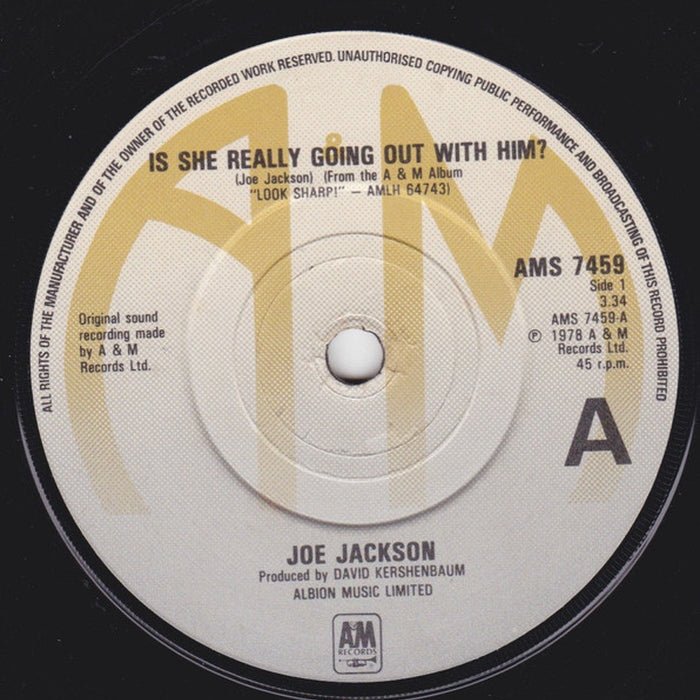 ALL RIGHTS OF THE MANUFACTURER AND OF THE OWNER OF THE RECORDED WORK RESERVED. UNAUTHORISED COPYING PUBLIC PERFORMANCE AND BROADCASTING OF THIS RECORD PROHIBITED
A&M
IS SHE REALLY GOING OUT WITH HIM?
(Joe Jackson) (From the A & M Album
"LOOK SHARP!" – AMLH 64743)
AMS 7459
Side 1
3.34
AMS 7459-A
℗ 1978 A & M
Records Ltd.
45 r.p.m.
Original sound
recording made
by A & M
Records Ltd.
A
JOE JACKSON
Produced by DAVID KERSHENBAUM
ALBION MUSIC LIMITED
A&M
RECORDS